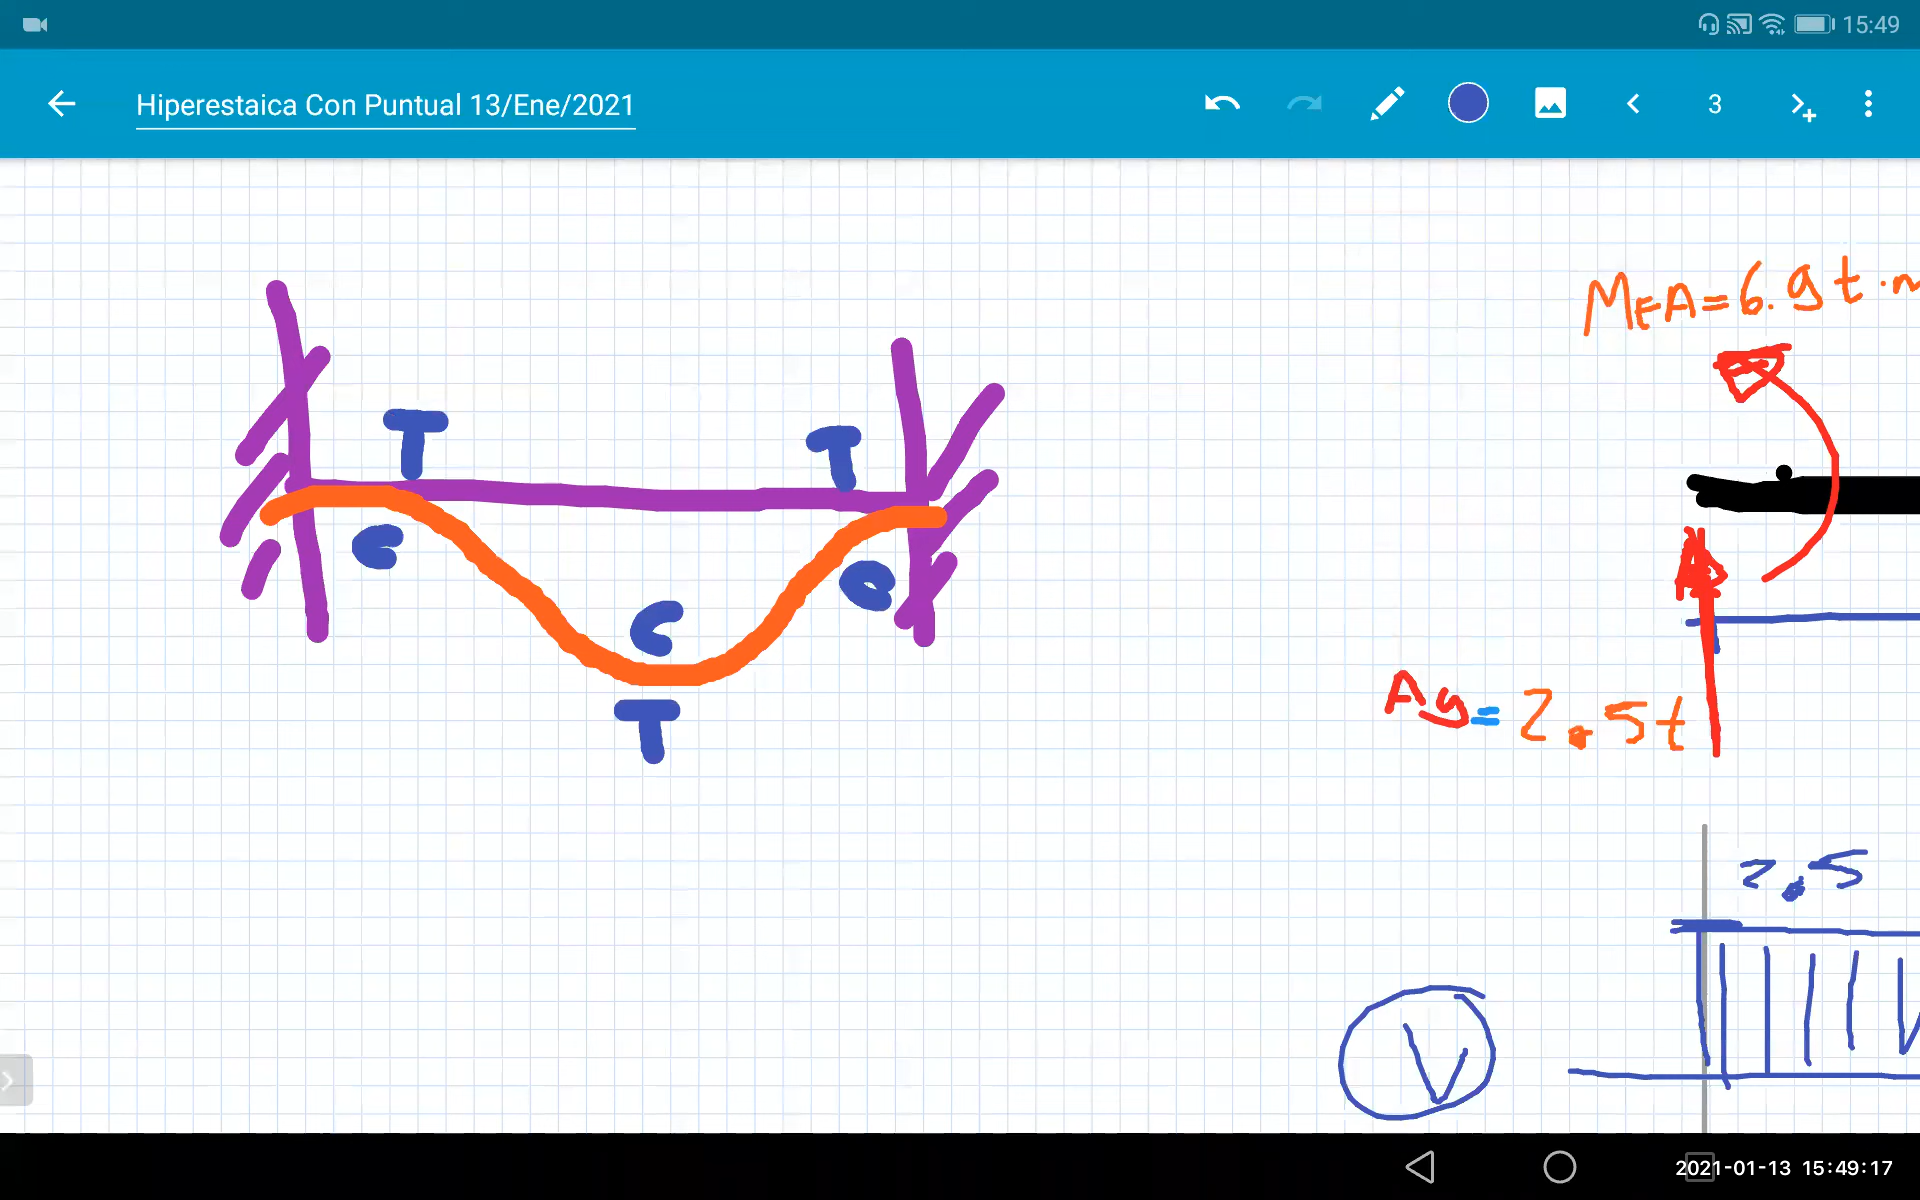 15:49
Hiperestaica Con Puntual 13/Ene/2021
3
MEA=6.9 t.m
T
T
C
C
C
T
Ay=2.5t
2.5
V
2021-01-13 15:49:17